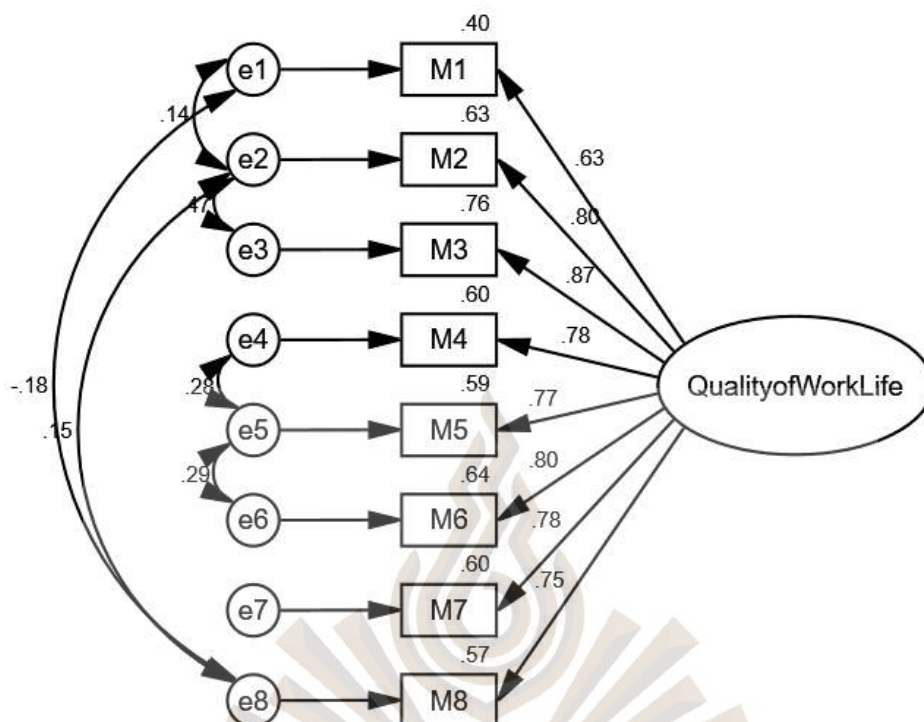 .40
e1 M1
.14 .63 .63
e2 M2
.47 .76 .80
e3 M3
.60 .87
e4 M4 .78
-.18 .28 .59 .77 QualityofWorkLife
.15 e5 M5
.29 .64 .80
e6 M6 .78
.60 .75
e7 M7
.57
e8 M8